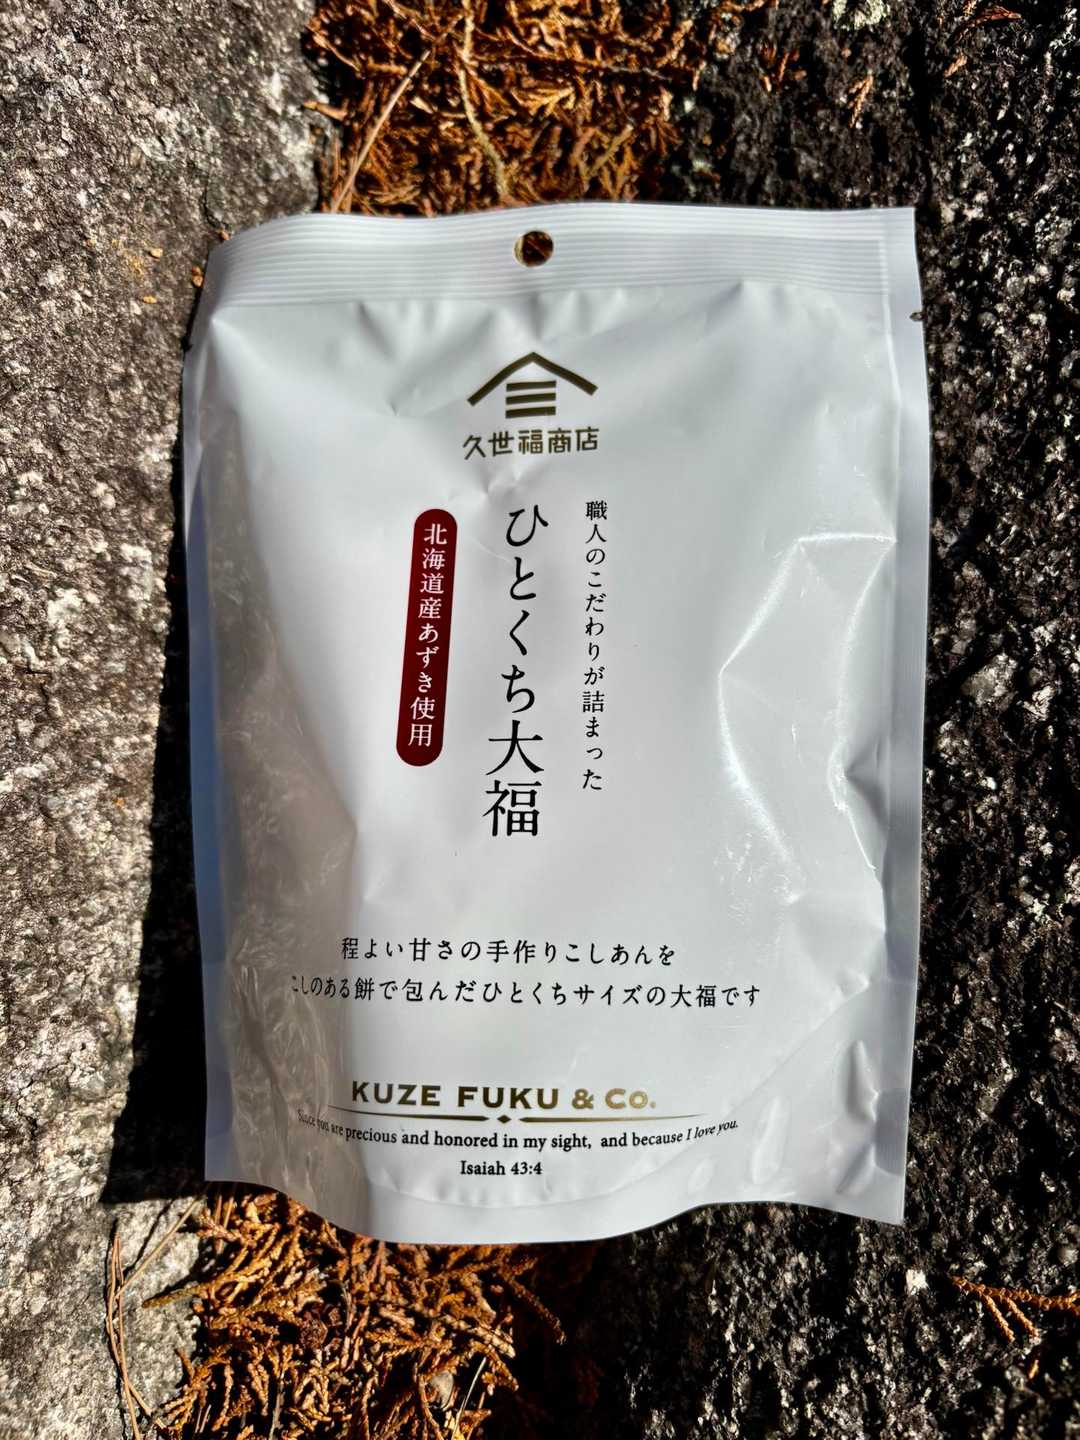 久世福商店
職人のこだわりが詰まった
ひとくち大福
北海道産あずき使用
程よい甘さの手作りこしあんを
こしのある餅で包んだひとくちサイズの大福です
KUZE FUKU & Co.
Since you are precious and honored in my sight, and because I love you.
Isaiah 43:4